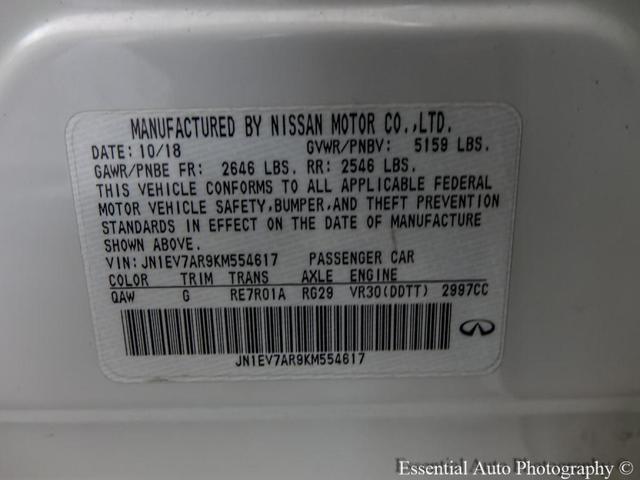 MANUFACTURED BY NISSAN MOTOR CO.,LTD.
DATE: 10/18 GVWR/PNBV: 5159 LBS.
GAWR/PNBE FR: 2646 LBS. RR: 2546 LBS.
THIS VEHICLE CONFORMS TO ALL APPLICABLE FEDERAL
MOTOR VEHICLE SAFETY,BUMPER,AND THEFT PREVENTION
STANDARDS IN EFFECT ON THE DATE OF MANUFACTURE
SHOWN ABOVE.
VIN: JN1EV7AR9KM554617 PASSENGER CAR
COLOR TRIM TRANS AXLE ENGINE
QAW G RE7R01A RG29 VR30(DDTT) 2997CC
JN1EV7AR9KM554617
Essential Auto Photography ©